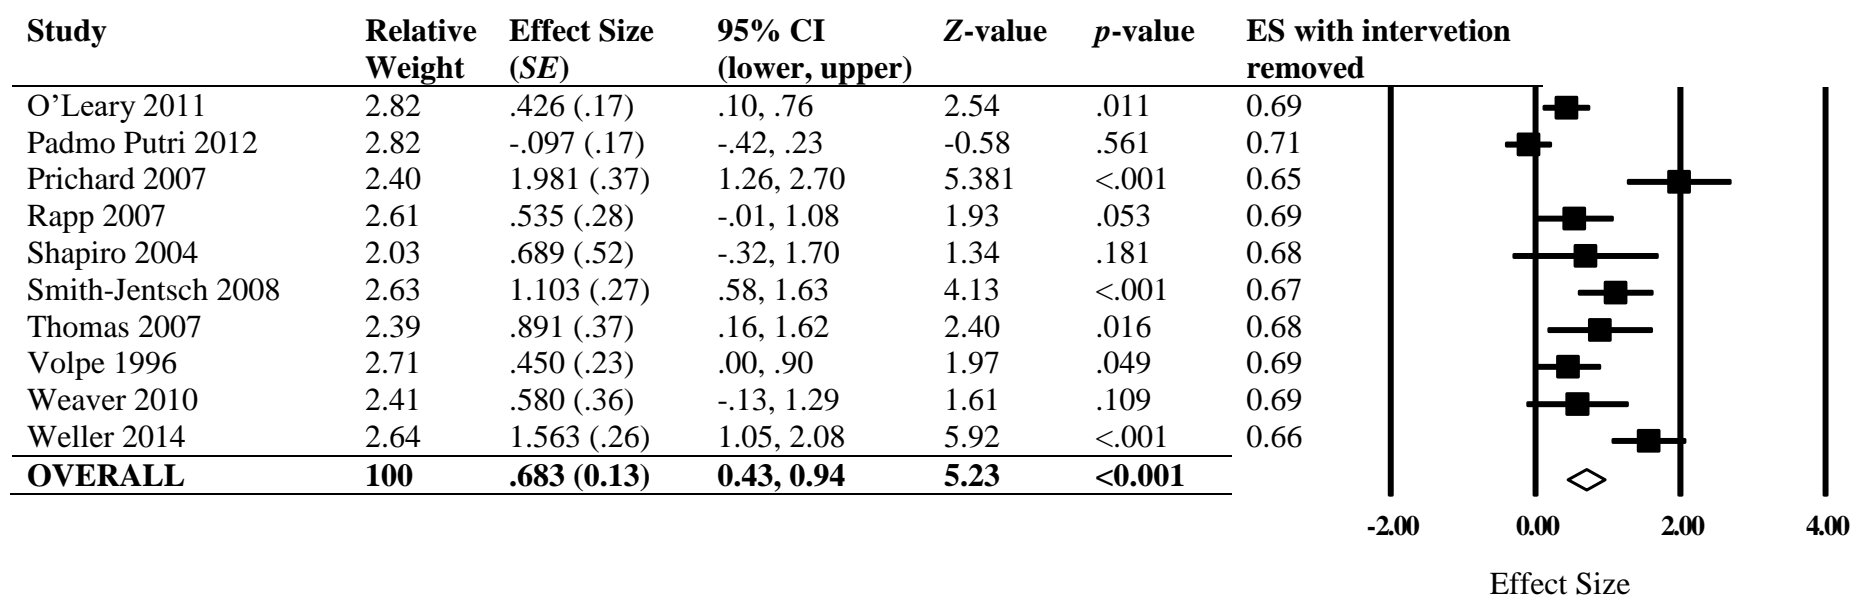 Study Relative Effect Size 95% CI Z-value p-value ES with intervetion
Weight (SE) (lower, upper) removed
O’Leary 2011 2.82 .426 (.17) .10, .76 2.54 .011 0.69
Padmo Putri 2012 2.82 -.097 (.17) -.42, .23 -0.58 .561 0.71
Prichard 2007 2.40 1.981 (.37) 1.26, 2.70 5.381 <.001 0.65
Rapp 2007 2.61 .535 (.28) -.01, 1.08 1.93 .053 0.69
Shapiro 2004 2.03 .689 (.52) -.32, 1.70 1.34 .181 0.68
Smith-Jentsch 2008 2.63 1.103 (.27) .58, 1.63 4.13 <.001 0.67
Thomas 2007 2.39 .891 (.37) .16, 1.62 2.40 .016 0.68
Volpe 1996 2.71 .450 (.23) .00, .90 1.97 .049 0.69
Weaver 2010 2.41 .580 (.36) -.13, 1.29 1.61 .109 0.69
Weller 2014 2.64 1.563 (.26) 1.05, 2.08 5.92 <.001 0.66
OVERALL 100 .683 (0.13) 0.43, 0.94 5.23 <0.001
-2.00 0.00 2.00 4.00
Effect Size